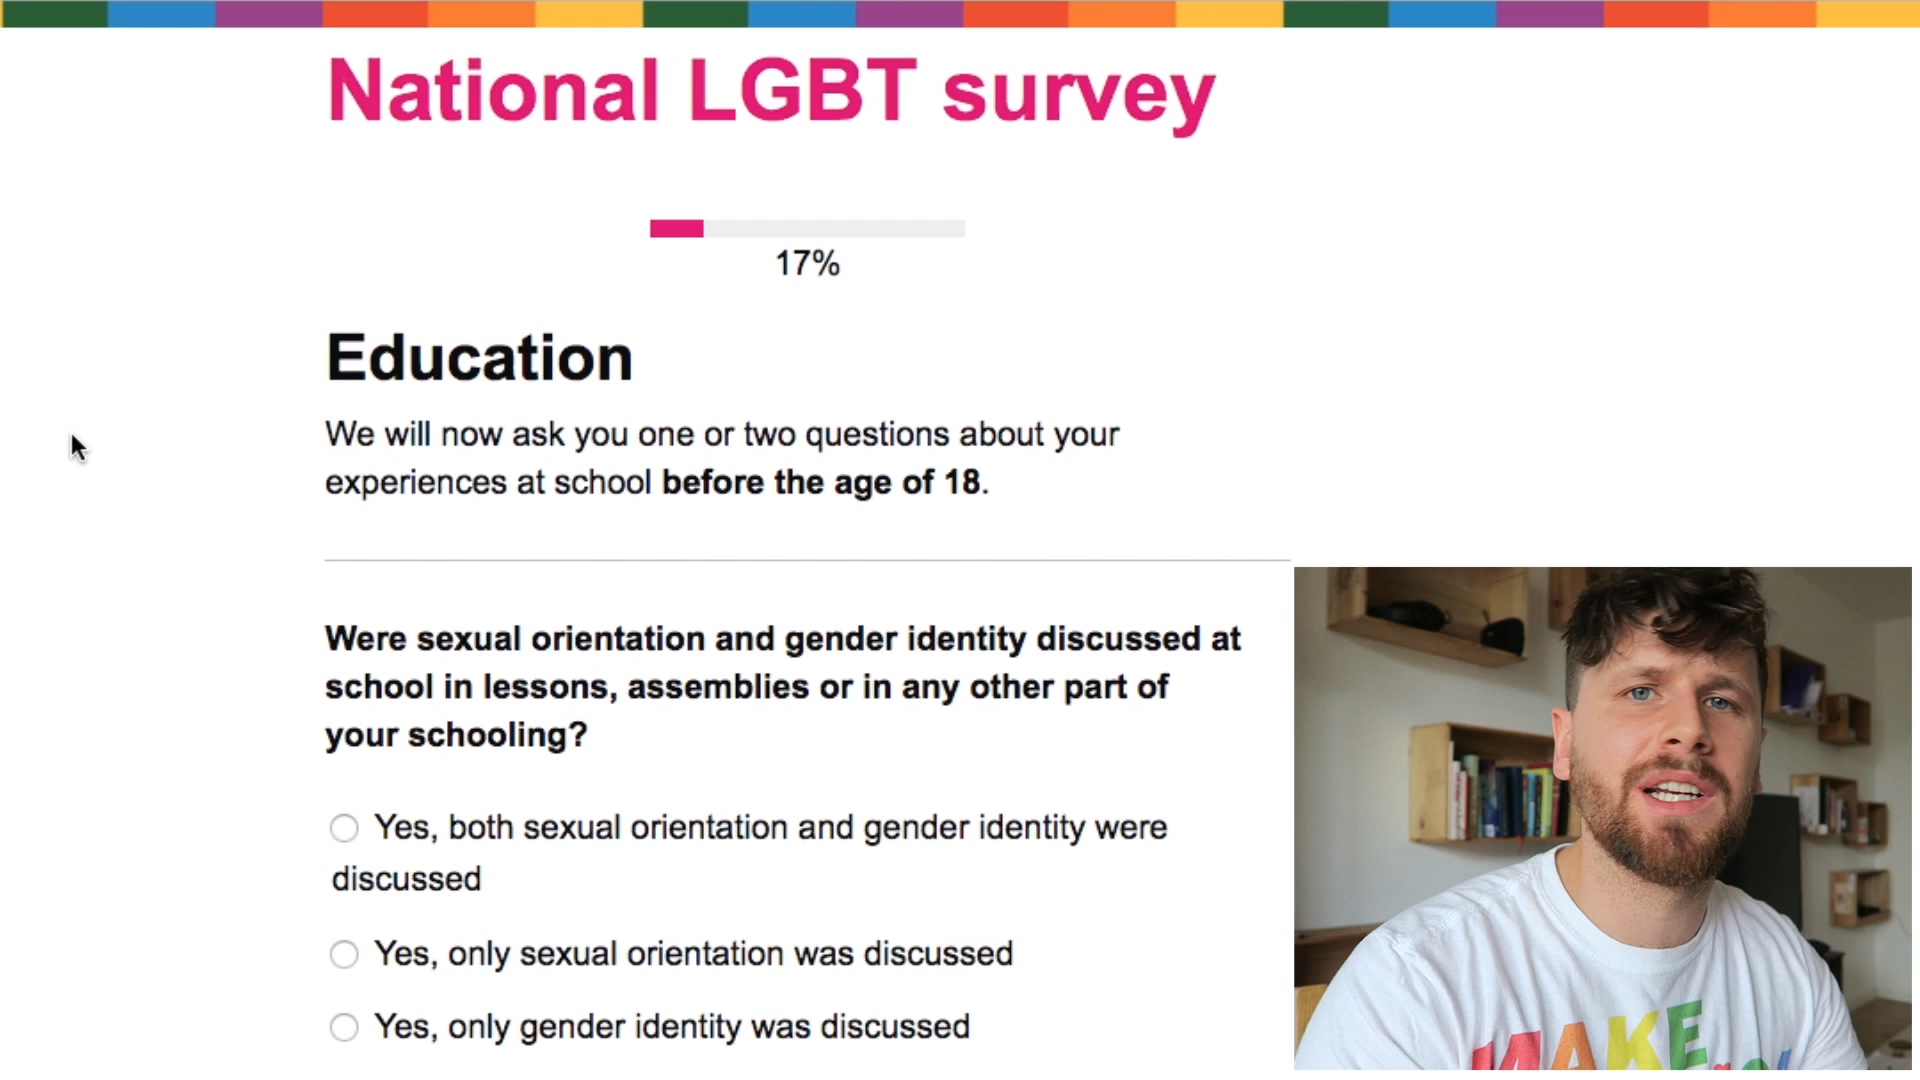 National LGBT survey
17%
Education
We will now ask you one or two questions about your
experiences at school before the age of 18.
Were sexual orientation and gender identity discussed at
school in lessons, assemblies or in any other part of
your schooling?
Yes, both sexual orientation and gender identity were
discussed
Yes, only sexual orientation was discussed
Yes, only gender identity was discussed
MAKE